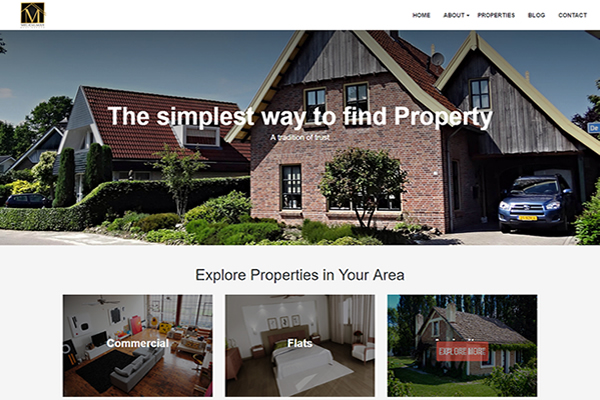 HOME ABOUT PROPERTIES BLOG CONTACT
The simplest way to find Property
A tradition of trust
De
Explore Properties in Your Area
Commercial
Flats
EXPLORE MORE